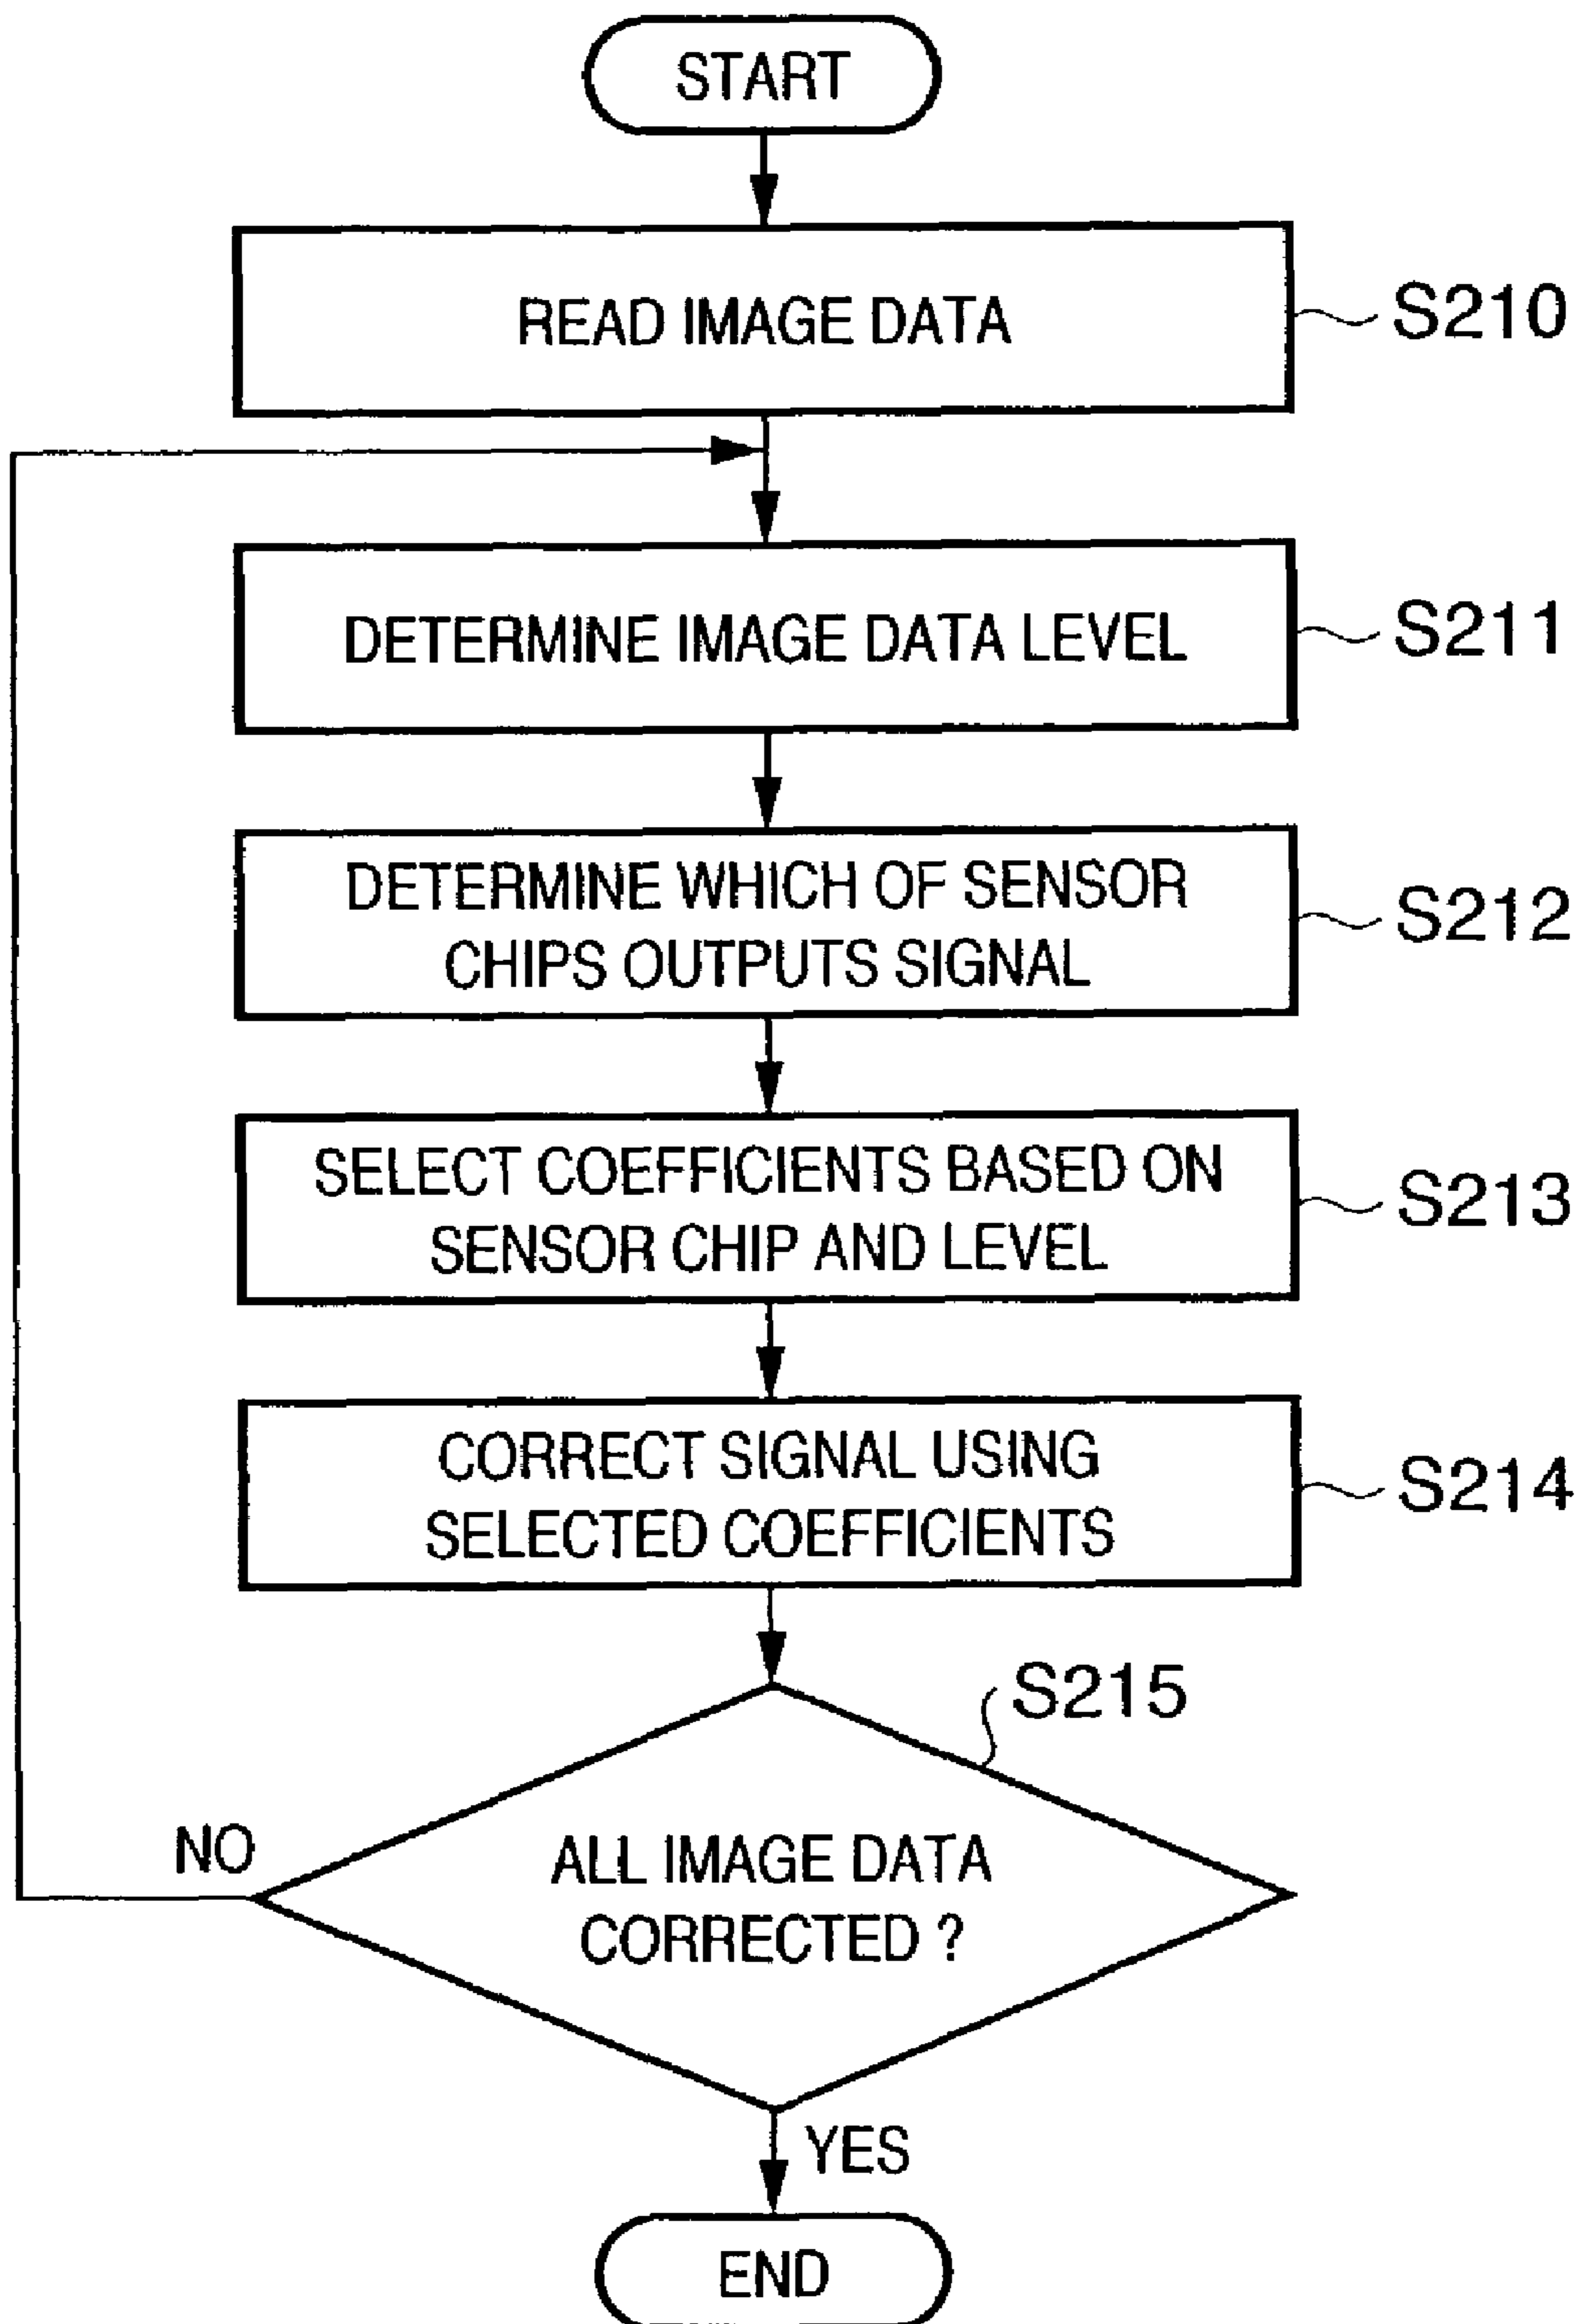 START
READ IMAGE DATA
S210
DETERMINE IMAGE DATA LEVEL
S211
DETERMINE WHICH OF SENSOR
CHIPS OUTPUTS SIGNAL
S212
SELECT COEFFICIENTS BASED ON
SENSOR CHIP AND LEVEL
S213
CORRECT SIGNAL USING
SELECTED COEFFICIENTS
S214
S215
ALL IMAGE DATA
CORRECTED ?
NO
YES
END